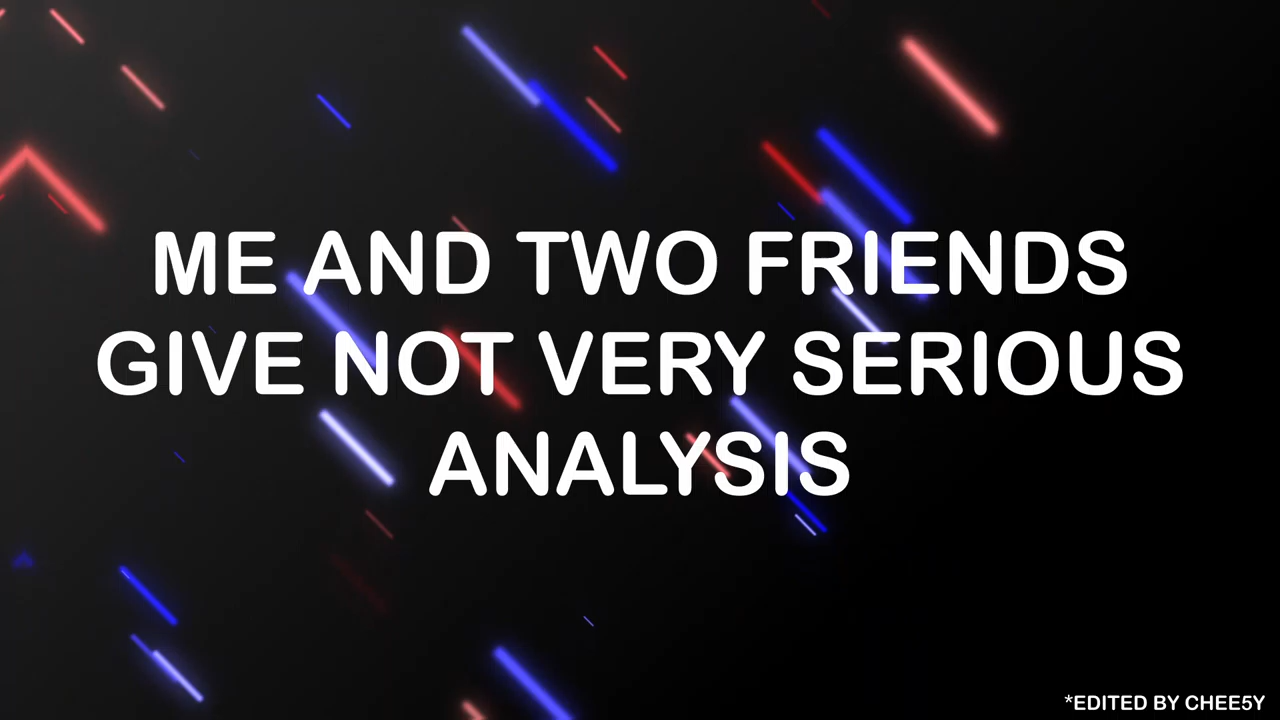 ME AND TWO FRIENDS
GIVE NOT VERY SERIOUS
ANALYSIS
*EDITED BY CHEE5Y